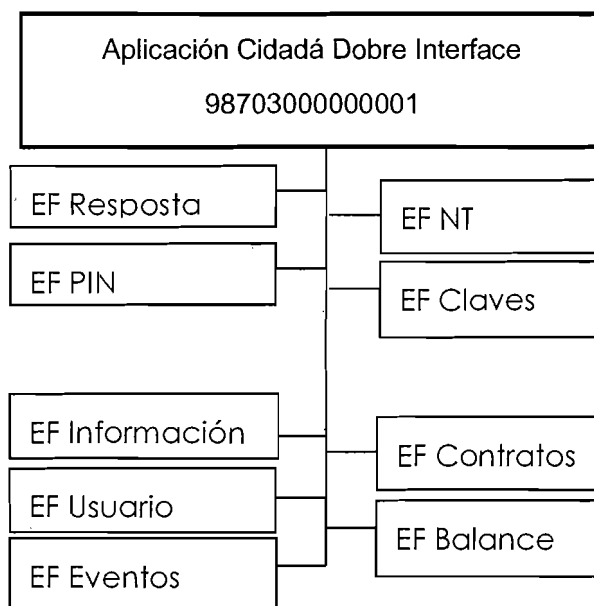 Aplicación Cidadá Dobre Interface
98703000000001
EF Resposta
EF NT
EF PIN
EF Claves
EF Información
EF Contratos
EF Usuario
EF Balance
EF Eventos